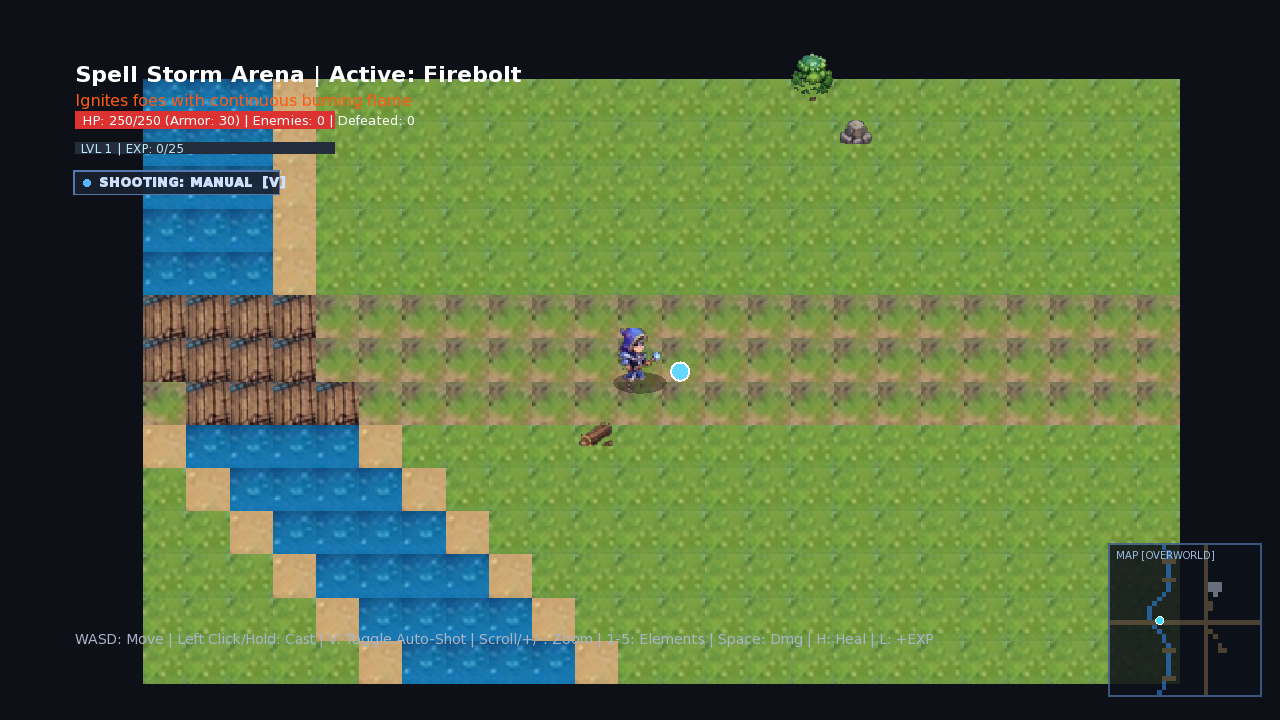 Spell Storm Arena | Active: Firebolt
Ignites foes with continuous burning flame
HP: 250/250 (Armor: 30) | Enemies: 0 | Defeated: 0
LVL 1 | EXP: 0/25
SHOOTING: MANUAL [V]
MAP [OVERWORLD]
WASD: Move | Left Click/Hold: Cast | V: Toggle Auto-Shot | Scroll/+/-: Zoom | 1-5: Elements | Space: Dmg | H: Heal | L: +EXP